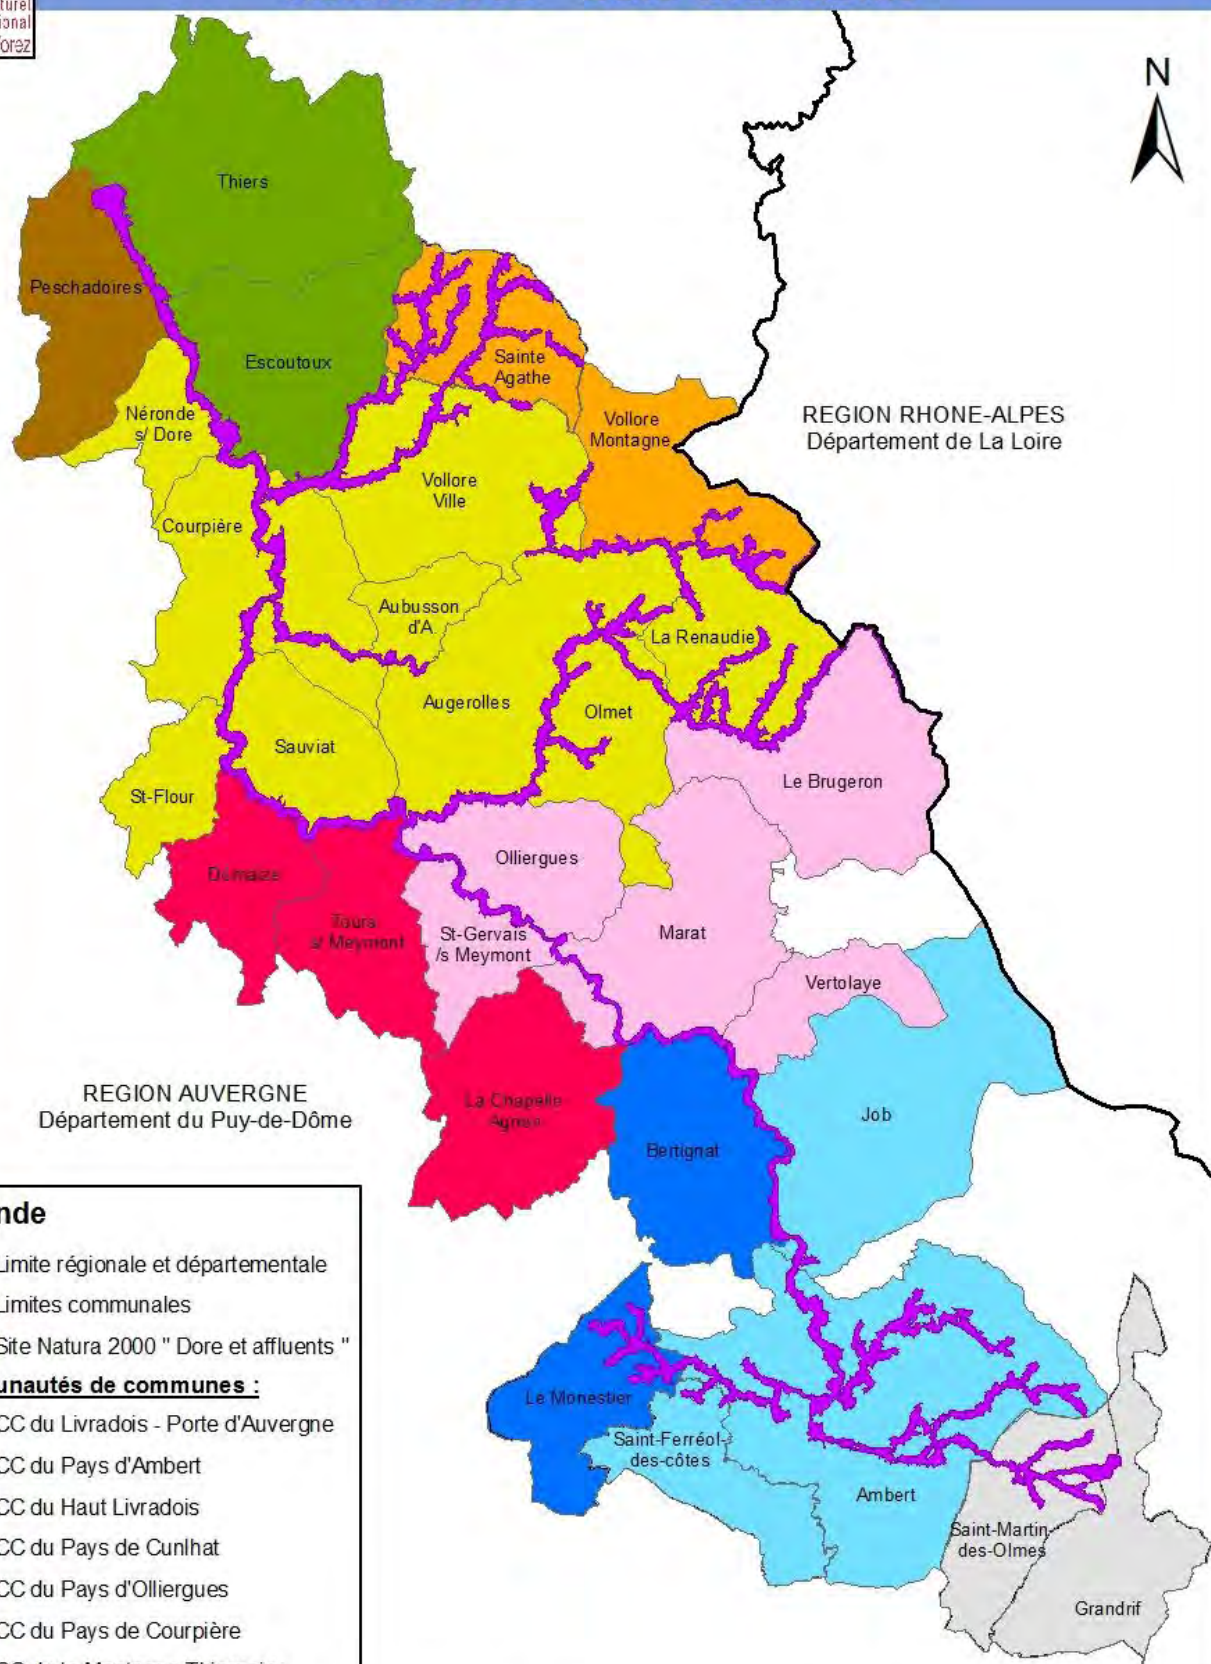 turel
ional
orez
N
Thiers
Peschadoires
Escoutoux
Sainte
Agathe
Vollore
Montagne
REGION RHONE-ALPES
Département de La Loire
Néronde
s/ Dore
Vollore
Ville
Courpière
Aubusson
d'A
La Renaudie
Augerolles
Olmet
Sauviat
Le Brugeron
St-Flour
Olliergues
Domaize
Tours
s/ Meymont
St-Gervais
/s Meymont
Marat
Vertolaye
REGION AUVERGNE
Département du Puy-de-Dôme
La Chapelle
Agnon
Job
Bertignat
nde
Limite régionale et départementale
Limites communales
Site Natura 2000 " Dore et affluents "
unautés de communes :
CC du Livradois - Porte d'Auvergne
CC du Pays d'Ambert
CC du Haut Livradois
CC du Pays de Cunlhat
CC du Pays d'Olliergues
CC du Pays de Courpière
Le Monestier
Saint-Ferréol-
des-côtes
Ambert
Saint-Martin-
des-Olmes
Grandrif